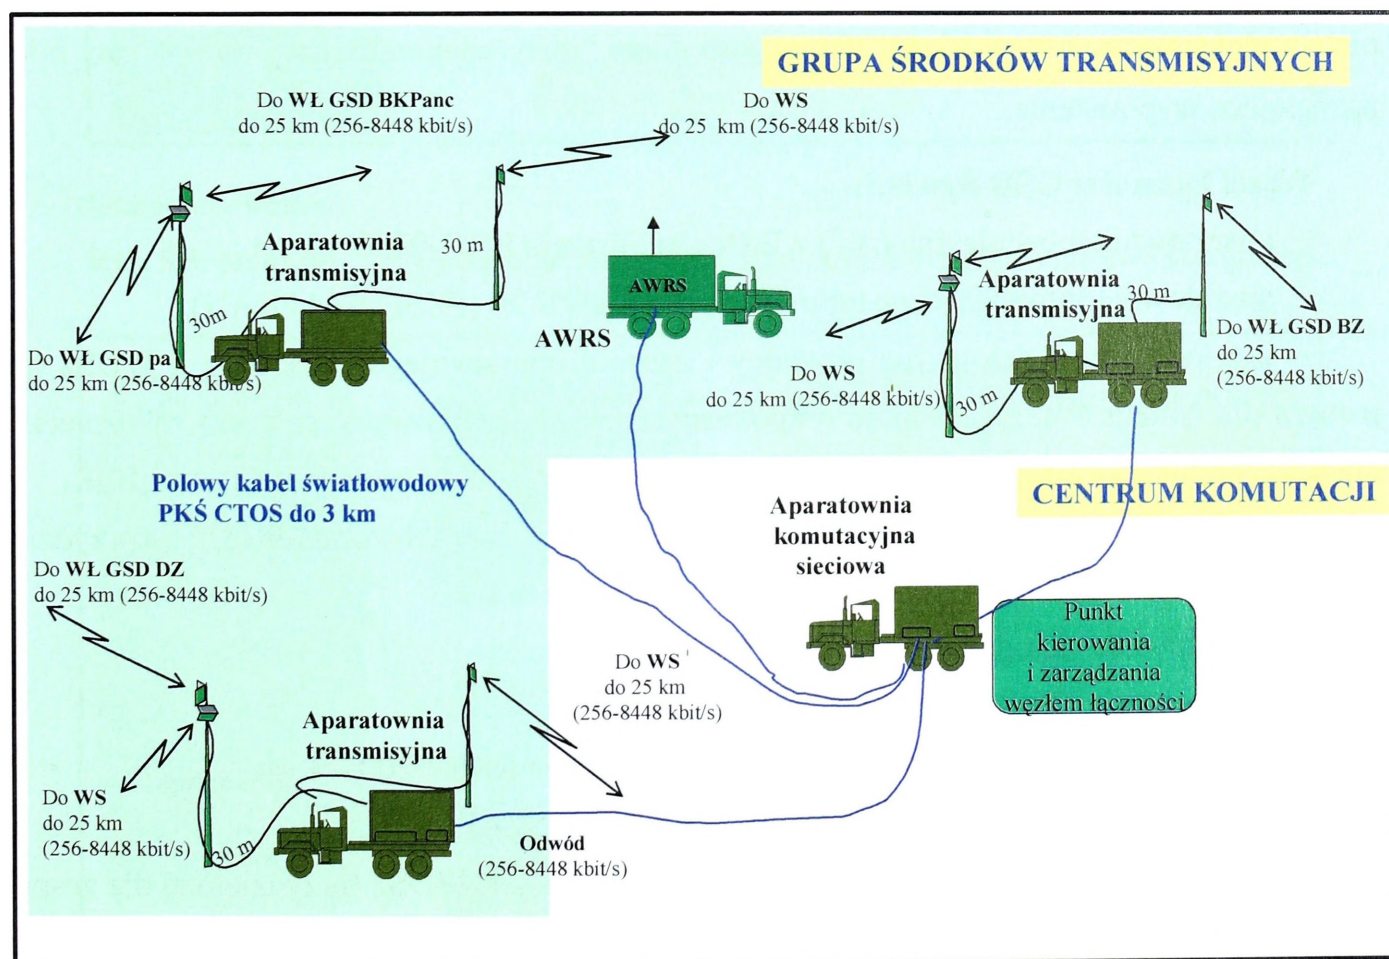 GRUPA ŚRODKÓW TRANSMISYJNYCH
Do WŁ GSD BKPanc
do 25 km (256-8448 kbit/s)
Do WS
do 25 km (256-8448 kbit/s)
Aparatownia
transmisyjna
30 m
30m
Do WŁ GSD pa
do 25 km (256-8448 kbit/s)
AWRS
AWRS
Aparatownia
transmisyjna
30 m
30 m
Do WS
do 25 km (256-8448 kbit/s)
Do WŁ GSD BZ
do 25 km
(256-8448 kbit/s)
Polowy kabel światłowodowy
PKŚ CTOS do 3 km
CENTRUM KOMUTACJI
Aparatownia
komutacyjna
sieciowa
Punkt
kierowania
i zarządzania
węzłem łączności
Do WŁ GSD DZ
do 25 km (256-8448 kbit/s)
Do WS
do 25 km
(256-8448 kbit/s)
Aparatownia
transmisyjna
Do WS
do 25 km
(256-8448 kbit/s)
30 m
Odwód
(256-8448 kbit/s)